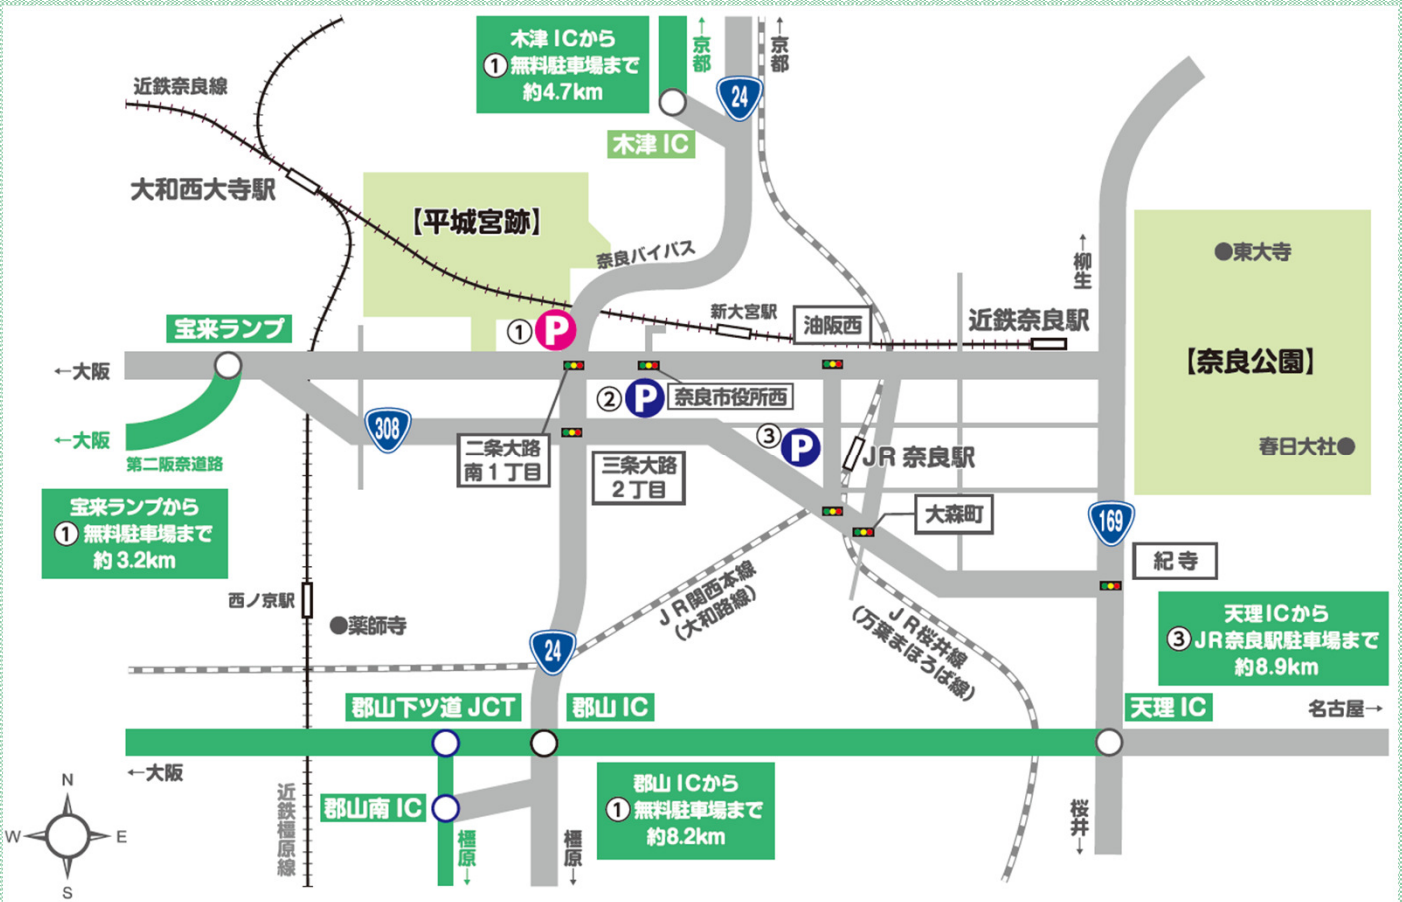 木津 ICから
①無料駐車場まで
約4.7km
↑京都
↑京都
24
近鉄奈良線
木津 IC
大和西大寺駅
【平城宮跡】
奈良バイパス
↑柳生
●東大寺
宝来ランプ
① P
新大宮駅
油阪西
近鉄奈良駅
【奈良公園】
←大阪
② P
奈良市役所西
←大阪
第二阪奈道路
308
二条大路
南1丁目
三条大路
2丁目
③ P
JR 奈良駅
春日大社●
宝来ランプから
①無料駐車場まで
約 3.2km
大森町
169
紀寺
西ノ京駅
●薬師寺
JR関西本線
(大和路線)
JR桜井線
(万葉まほろば線)
天理ICから
③JR奈良駅駐車場まで
約8.9km
24
郡山下ツ道 JCT
郡山 IC
天理 IC
名古屋→
←大阪
郡山 ICから
①無料駐車場まで
約8.2km
近鉄橿原線
郡山南 IC
橿原→
橿原→
桜井→
N
W
E
S